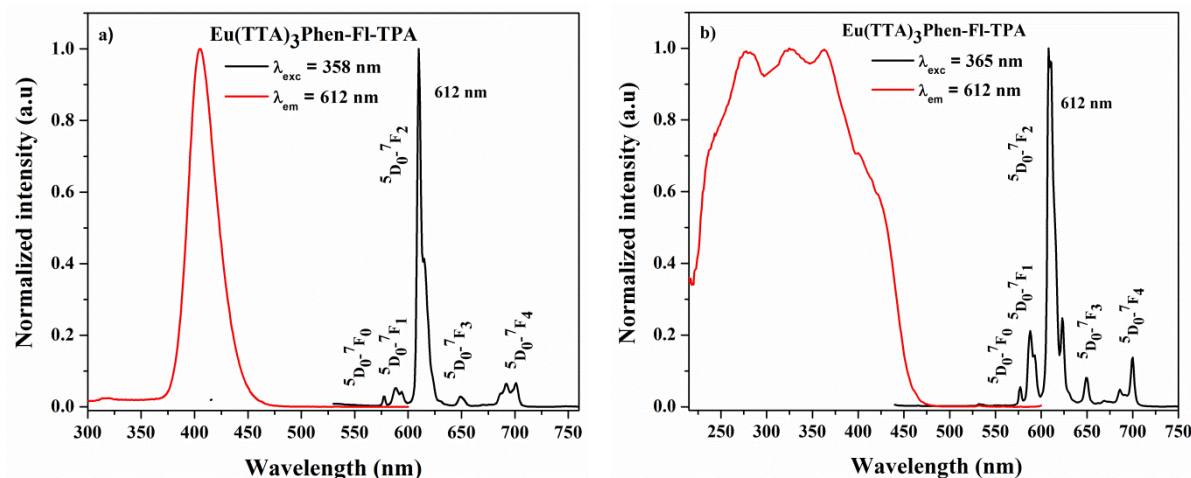 a)
Eu(TTA)₃Phen-Fl-TPA
λexc = 358 nm
λem = 612 nm
612 nm
⁵D₀-⁷F₂
⁵D₀-⁷F₀
⁵D₀-⁷F₁
⁵D₀-⁷F₃
⁵D₀-⁷F₄
Normalized intensity (a.u)
1.0
0.8
0.6
0.4
0.2
0.0
300 350 400 450 500 550 600 650 700 750
Wavelength (nm)
b)
Eu(TTA)₃Phen-Fl-TPA
λexc = 365 nm
λem = 612 nm
612 nm
⁵D₀-⁷F₂
⁵D₀-⁷F₀
⁵D₀-⁷F₁
⁵D₀-⁷F₃
⁵D₀-⁷F₄
Normalized intensity (a.u)
1.0
0.8
0.6
0.4
0.2
0.0
250 300 350 400 450 500 550 600 650 700 750
Wavelength (nm)